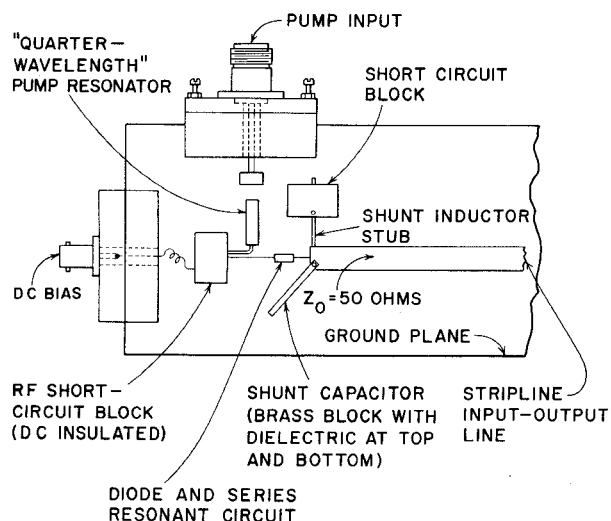 PUMP INPUT
"QUARTER-
WAVELENGTH"
PUMP RESONATOR
SHORT CIRCUIT
BLOCK
SHUNT INDUCTOR
STUB
DC BIAS
Z₀=50 OHMS
GROUND PLANE
RF SHORT-
CIRCUIT BLOCK
(DC INSULATED)
SHUNT CAPACITOR
(BRASS BLOCK WITH
DIELECTRIC AT TOP
AND BOTTOM)
STRIPLINE
INPUT-OUTPUT
LINE
DIODE AND SERIES
RESONANT CIRCUIT